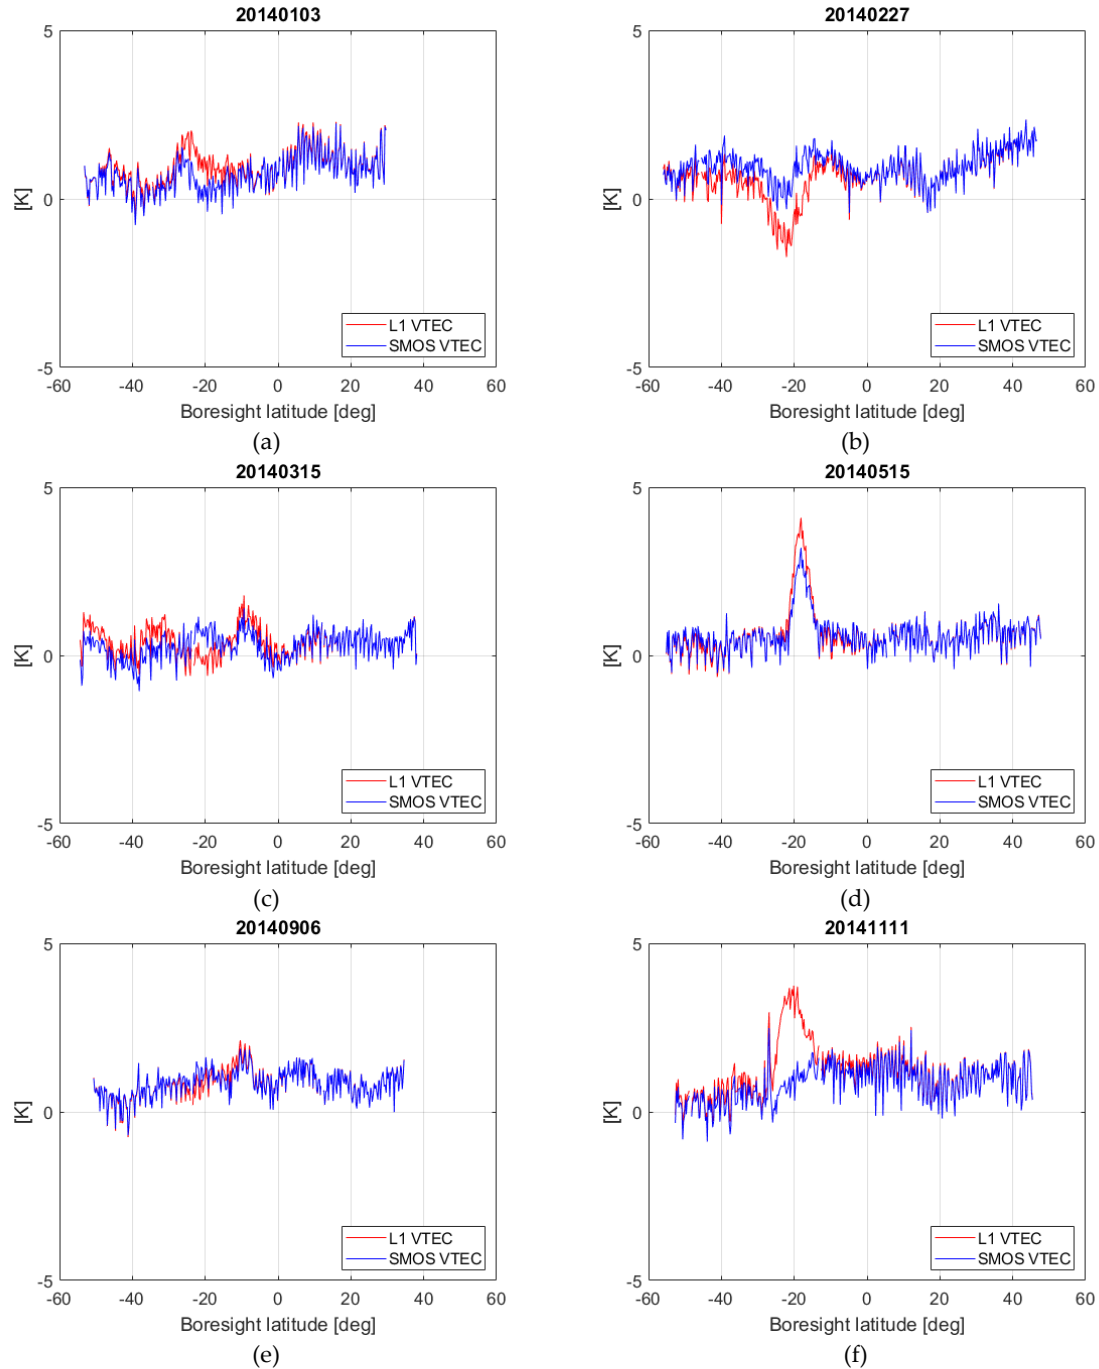 20140103
5
[K]
0
-5
L1 VTEC
SMOS VTEC
-60 -40 -20 0 20 40 60
Boresight latitude [deg]
(a)
20140227
5
[K]
0
-5
L1 VTEC
SMOS VTEC
-60 -40 -20 0 20 40 60
Boresight latitude [deg]
(b)
20140315
5
[K]
0
-5
L1 VTEC
SMOS VTEC
-60 -40 -20 0 20 40 60
Boresight latitude [deg]
(c)
20140515
5
[K]
0
-5
L1 VTEC
SMOS VTEC
-60 -40 -20 0 20 40 60
Boresight latitude [deg]
(d)
20140906
5
[K]
0
-5
L1 VTEC
SMOS VTEC
-60 -40 -20 0 20 40 60
Boresight latitude [deg]
(e)
20141111
5
[K]
0
-5
L1 VTEC
SMOS VTEC
-60 -40 -20 0 20 40 60
Boresight latitude [deg]
(f)